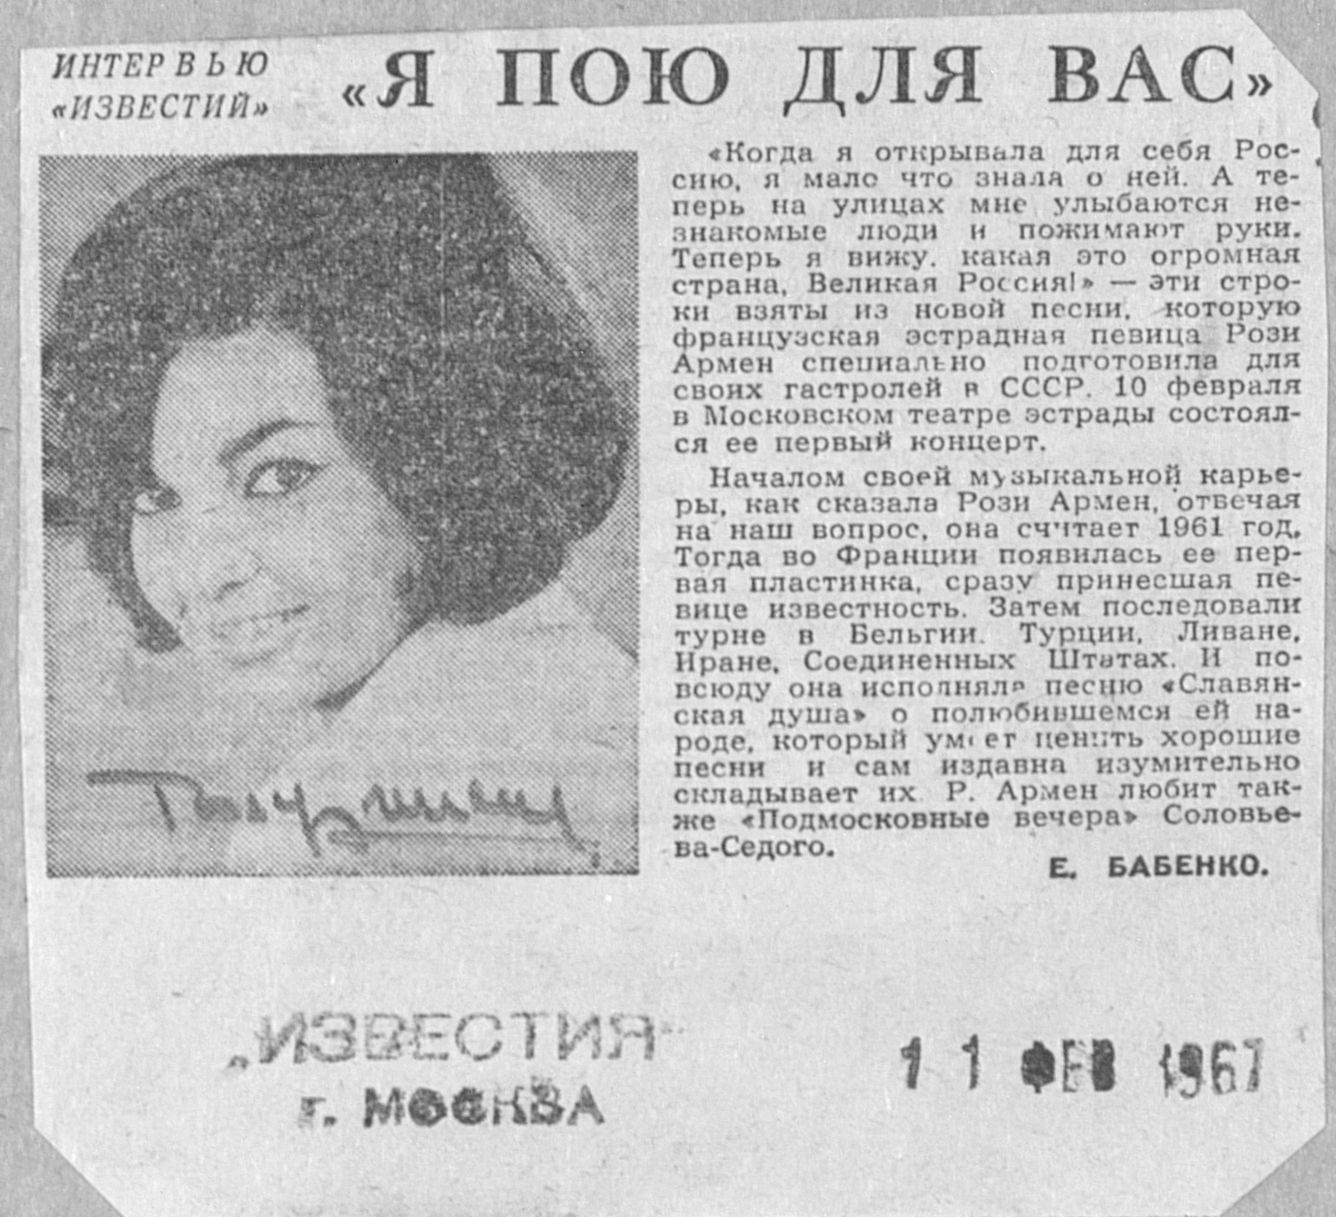 ИНТЕРВЬЮ
«ИЗВЕСТИЙ»
«Я ПОЮ ДЛЯ ВАС»
«Когда я открывала для себя Рос-
сию, я мало что знала о ней. А те-
перь на улицах мне улыбаются не-
знакомые люди и пожимают руки.
Теперь я вижу, какая это огромная
страна, Великая Россия!» — эти стро-
ки взяты из новой песни, которую
французская эстрадная певица Рози
Армен специально подготовила для
своих гастролей в СССР. 10 февраля
в Московском театре эстрады состоял-
ся ее первый концерт.
Началом своей музыкальной карье-
ры, как сказала Рози Армен, отвечая
на наш вопрос, она считает 1961 год.
Тогда во Франции появилась ее пер-
вая пластинка, сразу принесшая пе-
вице известность. Затем последовали
турне в Бельгии, Турции, Ливане,
Иране, Соединенных Штатах. И по-
всюду она исполняла песню «Славян-
ская душа» о полюбившемся ей на-
роде, который умеет ценить хорошие
песни и сам издавна изумительно
складывает их. Р. Армен любит так-
же «Подмосковные вечера» Соловье-
ва-Седого.
Е. БАБЕНКО.
ИЗВЕСТИЯ
г. МОСКВА
11 ФЕВ 1967